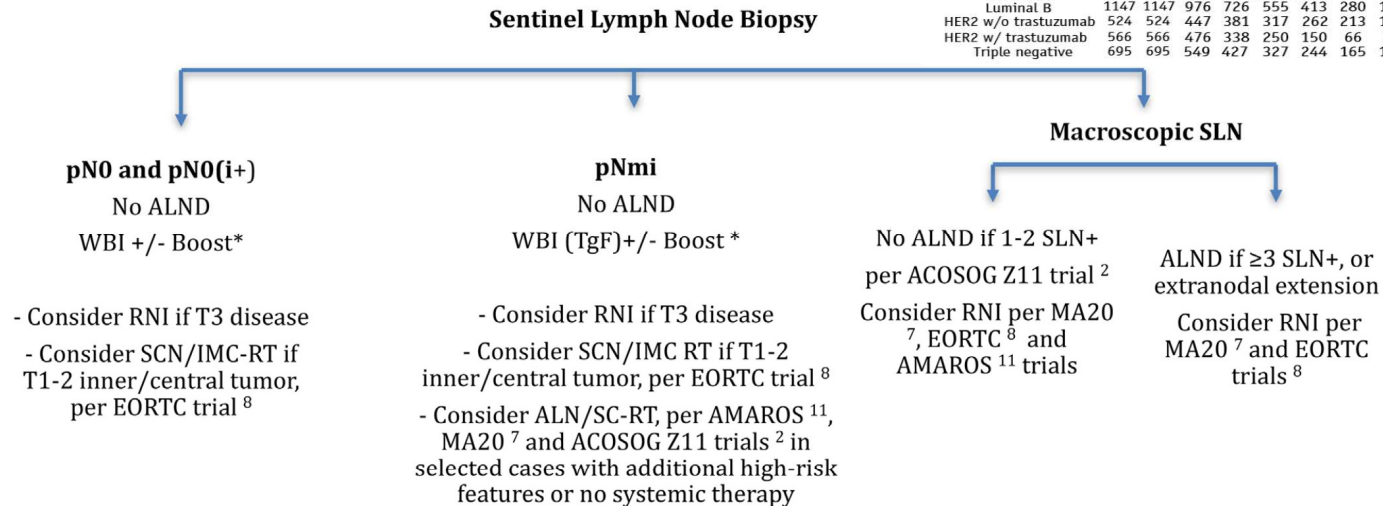 Sentinel Lymph Node Biopsy
Luminal B 1147 1147 976 726 555 413 280
HER2 w/o trastuzumab 524 524 447 381 317 262 213
HER2 w/ trastuzumab 566 566 476 338 250 150 66
Triple negative 695 695 549 427 327 244 165
pN0 and pN0(i+)
No ALND
WBI +/- Boost*
- Consider RNI if T3 disease
- Consider SCN/IMC-RT if
T1-2 inner/central tumor,
per EORTC trial ⁸
pNmi
No ALND
WBI (TgF)+/- Boost *
- Consider RNI if T3 disease
- Consider SCN/IMC RT if T1-2
inner/central tumor, per EORTC trial ⁸
- Consider ALN/SC-RT, per AMAROS ¹¹,
MA20 ⁷ and ACOSOG Z11 trials ² in
selected cases with additional high-risk
features or no systemic therapy
Macroscopic SLN
No ALND if 1-2 SLN+
per ACOSOG Z11 trial ²
Consider RNI per MA20
⁷, EORTC ⁸ and
AMAROS ¹¹ trials
ALND if ≥3 SLN+, or
extranodal extension
Consider RNI per
MA20 ⁷ and EORTC
trials ⁸